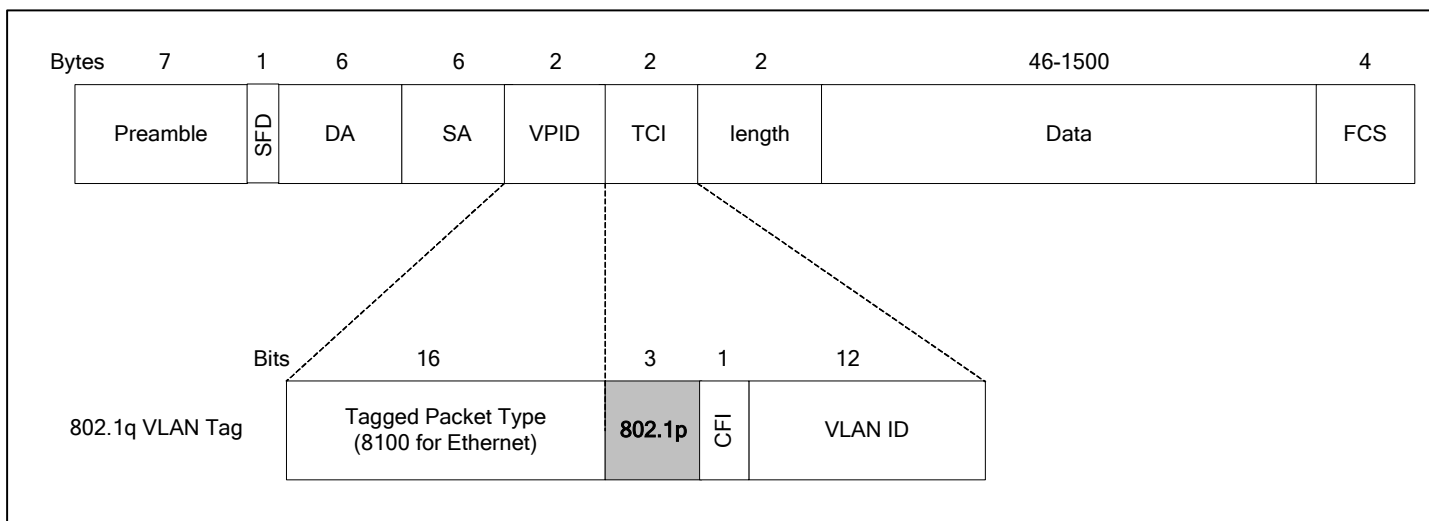 Bytes 7 1 6 6 2 2 2 46-1500 4
Preamble SFD DA SA VPID TCI length Data FCS
Bits 16 3 1 12
802.1q VLAN Tag
Tagged Packet Type
(8100 for Ethernet)
802.1p CFI VLAN ID